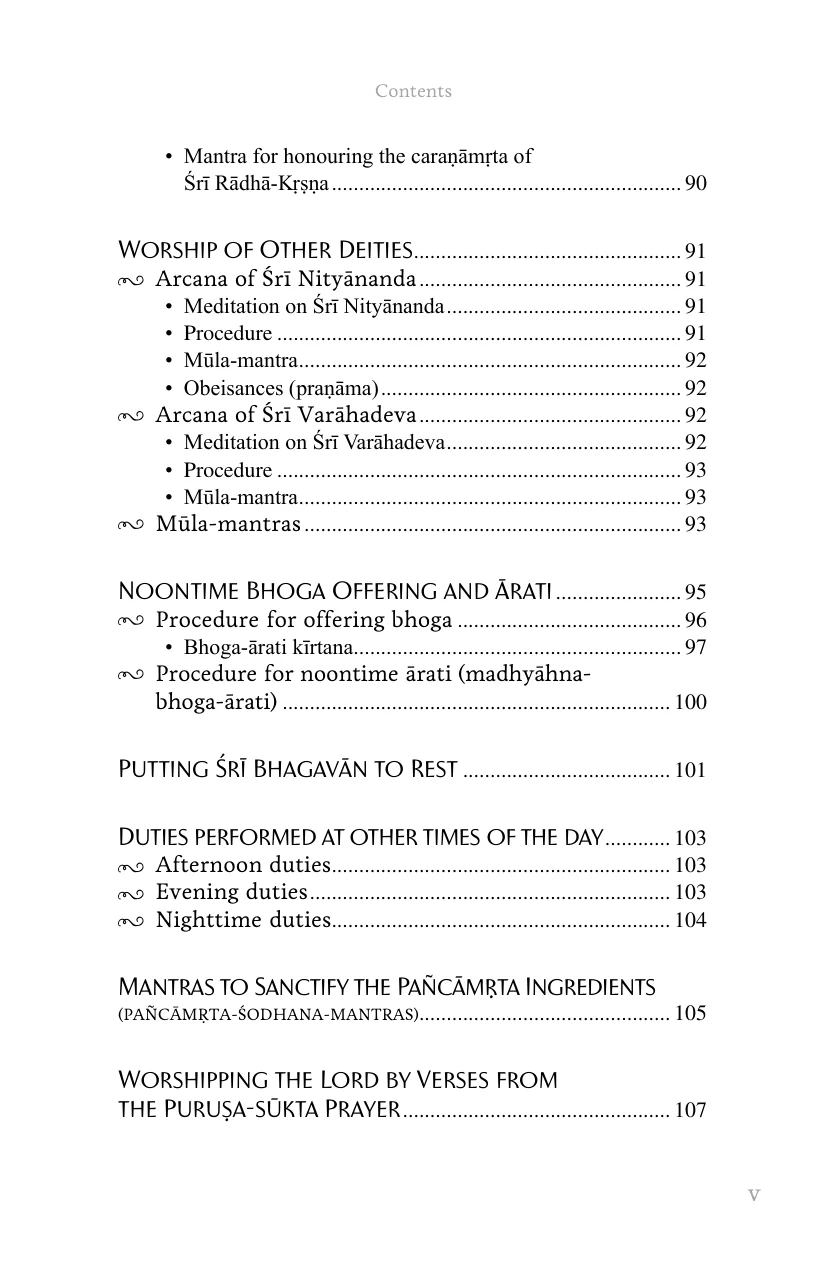 Contents
• Mantra for honouring the caraṇāmṛta of
Śrī Rādhā-Kṛṣṇa ................................................................. 90
WORSHIP OF OTHER DEITIES.................................................. 91
Arcana of Śrī Nityānanda ................................................. 91
• Meditation on Śrī Nityānanda ............................................ 91
• Procedure ........................................................................... 91
• Mūla-mantra....................................................................... 92
• Obeisances (praṇāma) ........................................................ 92
Arcana of Śrī Varāhadeva ................................................. 92
• Meditation on Śrī Varāhadeva............................................ 92
• Procedure ........................................................................... 93
• Mūla-mantra....................................................................... 93
Mūla-mantras ...................................................................... 93
NOONTIME BHOGA OFFERING AND ĀRATI ....................... 95
Procedure for offering bhoga ......................................... 96
• Bhoga-ārati kīrtana............................................................. 97
Procedure for noontime ārati (madhyāhna-
bhoga-ārati) ........................................................................ 100
PUTTING ŚRĪ BHAGAVĀN TO REST ...................................... 101
DUTIES PERFORMED AT OTHER TIMES OF THE DAY............ 103
Afternoon duties............................................................... 103
Evening duties ................................................................... 103
Nighttime duties............................................................... 104
MANTRAS TO SANCTIFY THE PAÑCĀMṚTA INGREDIENTS
(PAÑCĀMṚTA-ŚODHANA-MANTRAS)............................................... 105
WORSHIPPING THE LORD BY VERSES FROM
THE PURUṢA-SŪKTA PRAYER .................................................. 107
v